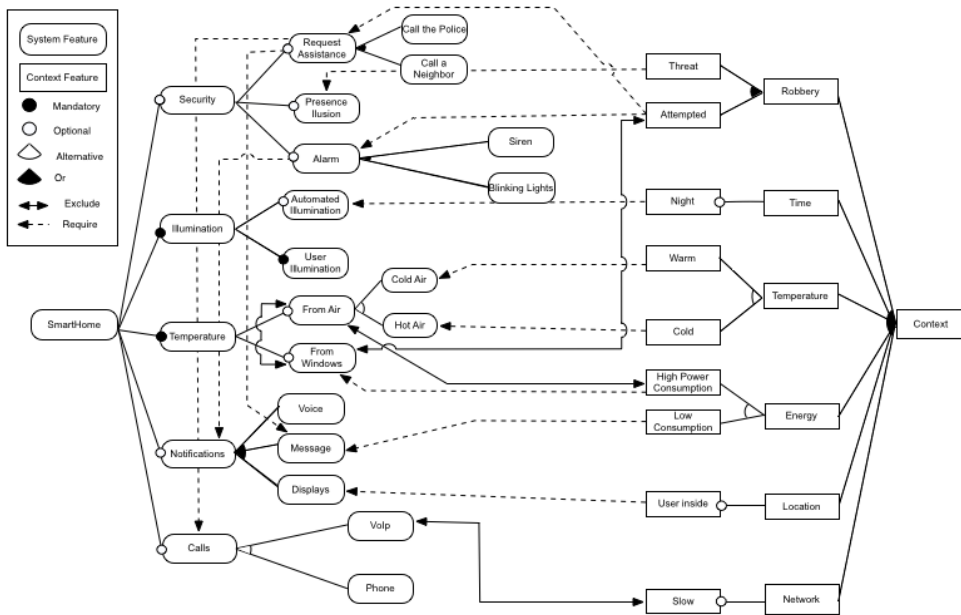 System Feature
Context Feature
Mandatory
Optional
Alternative
Or
Exclude
Require
SmartHome
Security
Illumination
Temperature
Notifications
Calls
Request
Assistance
Presence
Ilusion
Alarm
Automated
Illumination
User
Illumination
From Air
From
Windows
Voice
Message
Displays
VoIp
Phone
Call the Police
Call a
Neighbor
Siren
Blinking Lights
Cold Air
Hot Air
Threat
Attempted
Night
Warm
Cold
High Power
Consumption
Low
Consumption
User inside
Slow
Robbery
Time
Temperature
Energy
Location
Network
Context